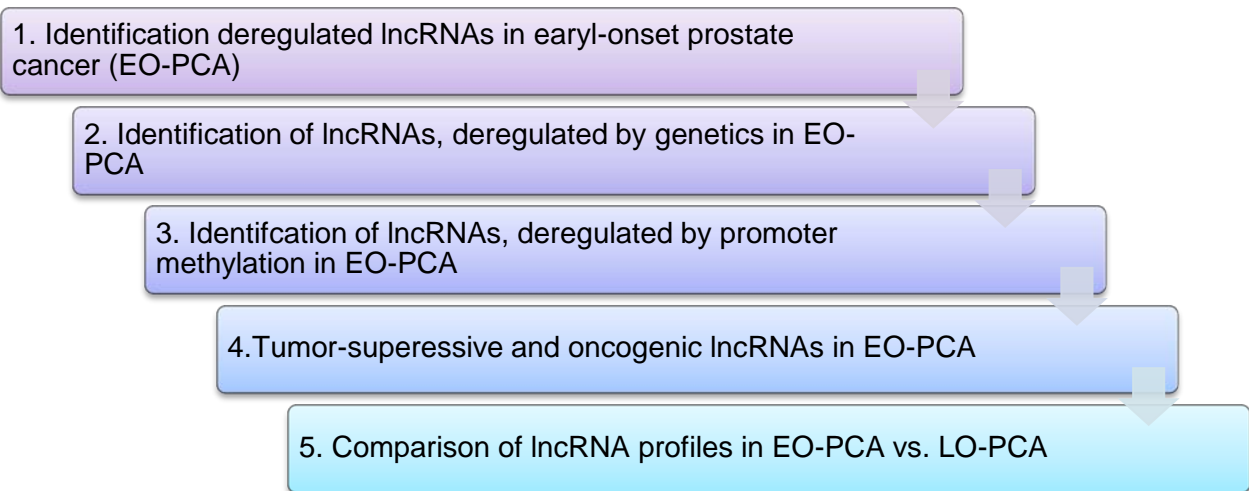 1. Identification deregulated lncRNAs in earyl-onset prostate
cancer (EO-PCA)
2. Identification of lncRNAs, deregulated by genetics in EO-
PCA
3. Identifcation of lncRNAs, deregulated by promoter
methylation in EO-PCA
4.Tumor-superessive and oncogenic lncRNAs in EO-PCA
5. Comparison of lncRNA profiles in EO-PCA vs. LO-PCA